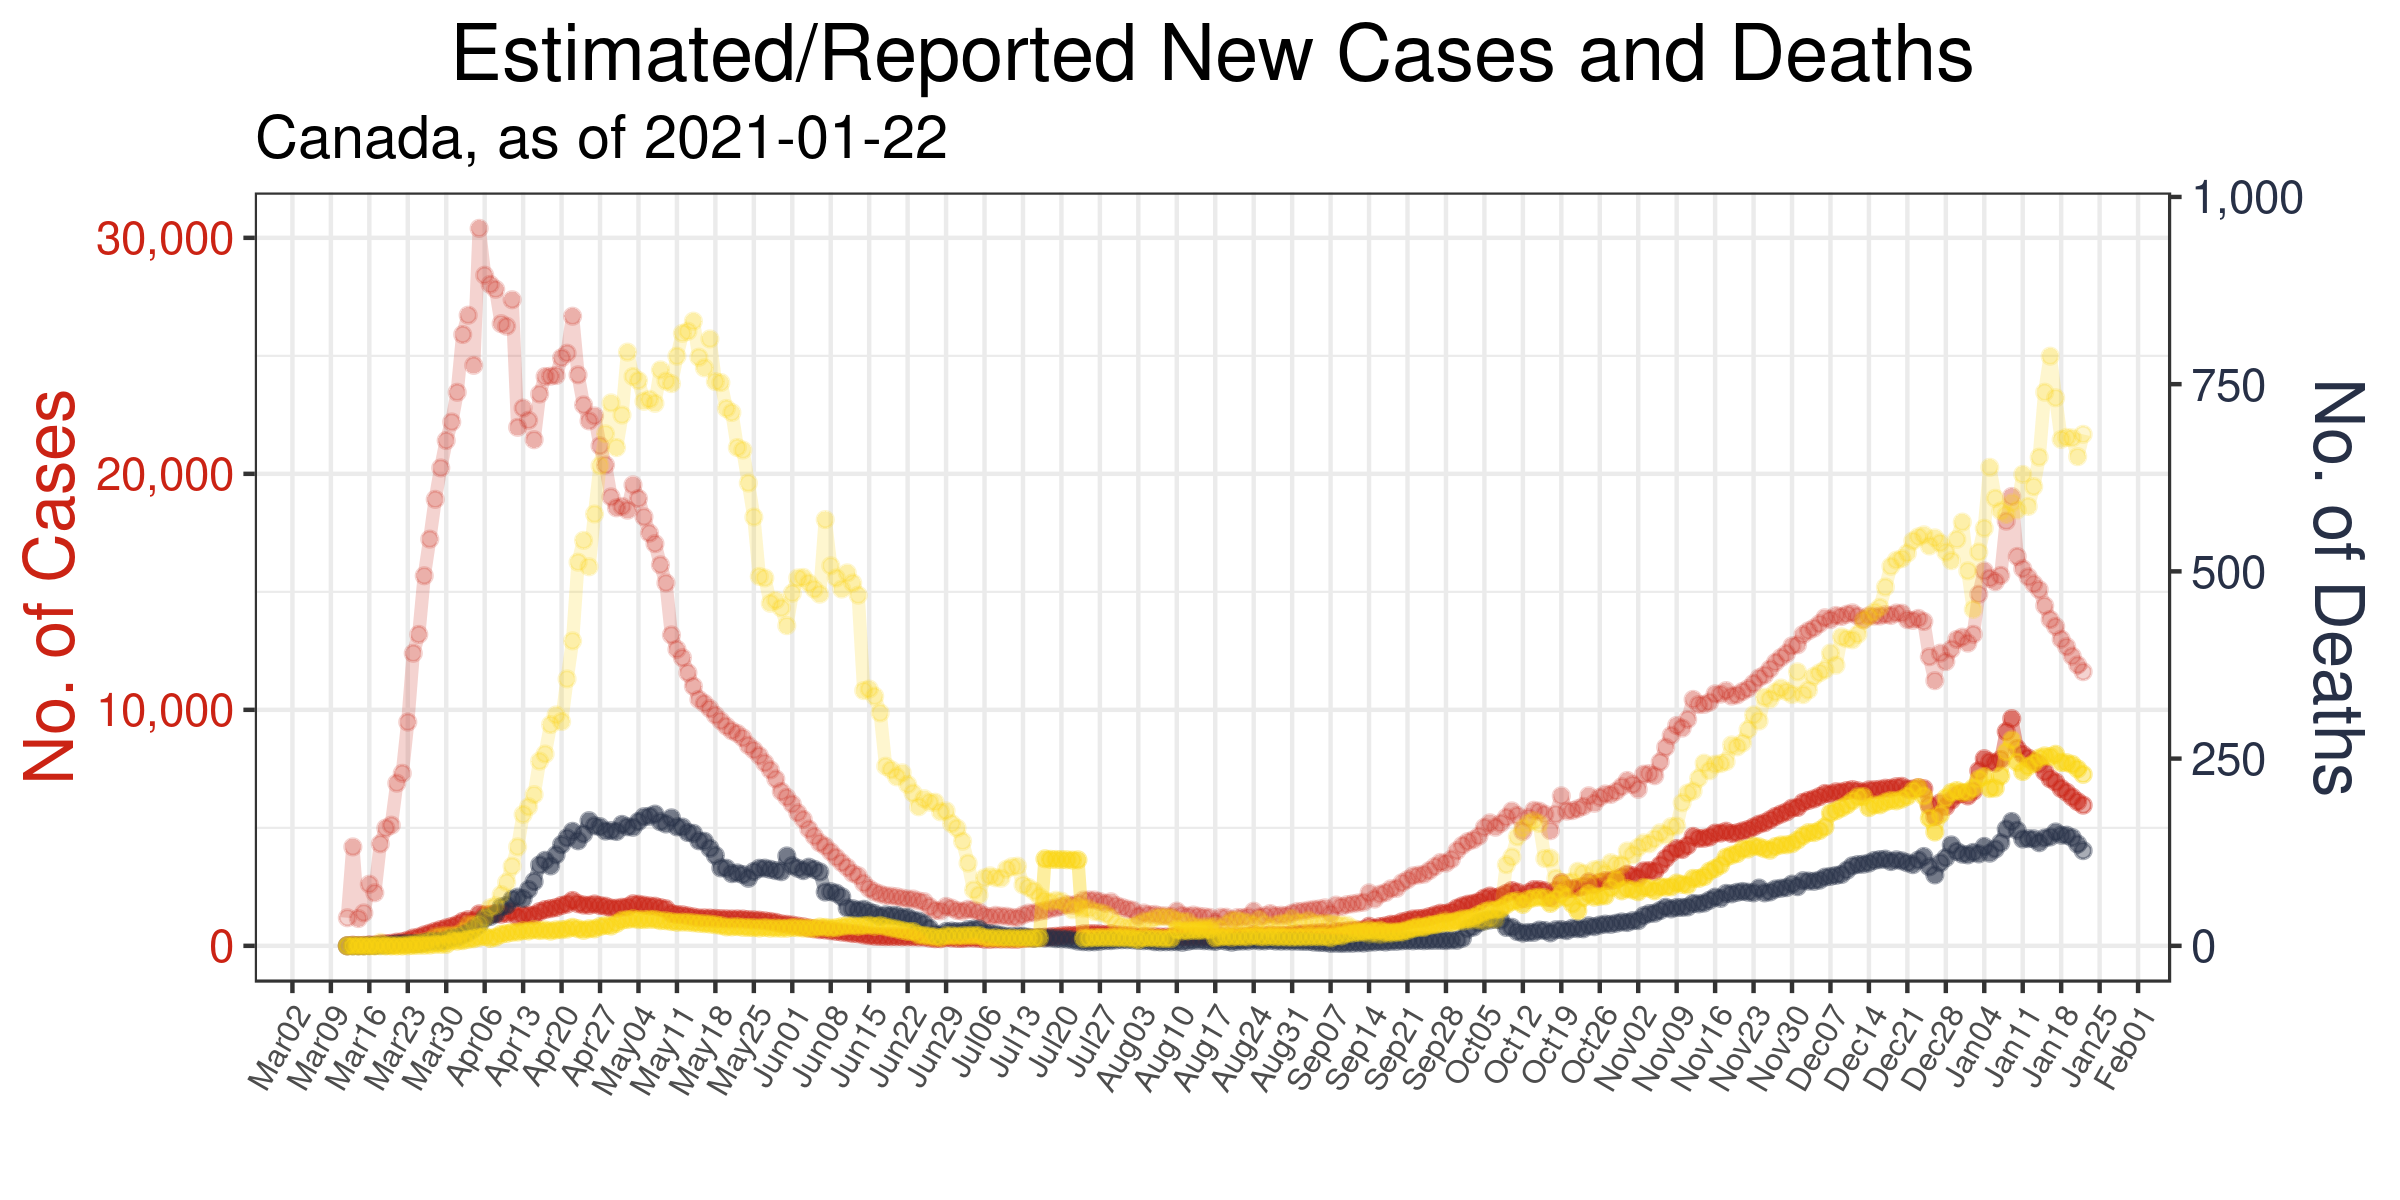 Estimated/Reported New Cases and Deaths
Canada, as of 2021-01-22
No. of Cases
30,000
20,000
10,000
0
1,000
750
500
250
0
No. of Deaths
Mar02
Mar09
Mar16
Mar23
Mar30
Apr06
Apr13
Apr20
Apr27
May04
May11
May18
May25
Jun01
Jun08
Jun15
Jun22
Jun29
Jul06
Jul13
Jul20
Jul27
Aug03
Aug10
Aug17
Aug24
Aug31
Sep07
Sep14
Sep21
Sep28
Oct05
Oct12
Oct19
Oct26
Nov02
Nov09
Nov16
Nov23
Nov30
Dec07
Dec14
Dec21
Dec28
Jan04
Jan11
Jan18
Jan25
Feb01